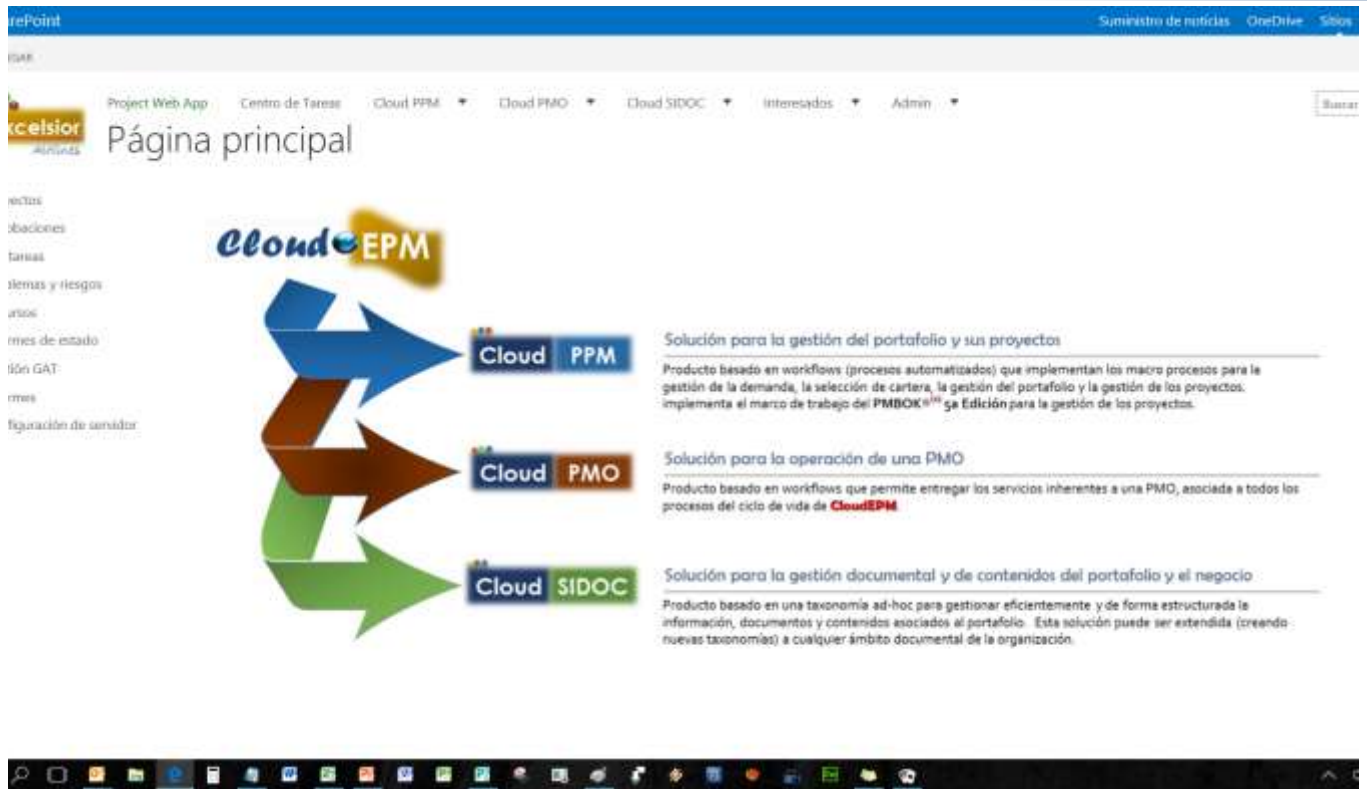 rePoint
Suministro de noticias OneDrive Sitios
Project Web App Centro de Tareas Cloud PPM Cloud PMO Cloud SIDOC Interesados Admin
Buscar
xcelsior
Página principal
ectos
obaciones
tareas
lemas y riesgos
ursos
rmes de estado
ión GAT
rmes
figuración de servidor
Cloud EPM
Cloud PPM
Solución para la gestión del portafolio y sus proyectos
Producto basado en workflows (procesos automatizados) que implementan los macro procesos para la
gestión de la demanda, la selección de cartera, la gestión del portafolio y la gestión de los proyectos.
implementa el marco de trabajo del PMBOK® 5a Edición para la gestión de los proyectos.
Cloud PMO
Solución para la operación de una PMO
Producto basado en workflows que permite entregar los servicios inherentes a una PMO, asociada a todos los
procesos del ciclo de vida de CloudEPM
Cloud SIDOC
Solución para la gestión documental y de contenidos del portafolio y el negocio
Producto basado en una taxonomía ad-hoc para gestionar eficientemente y de forma estructurada la
información, documentos y contenidos asociados al portafolio. Esta solución puede ser extendida (creando
nuevas taxonomías) a cualquier ámbito documental de la organización.